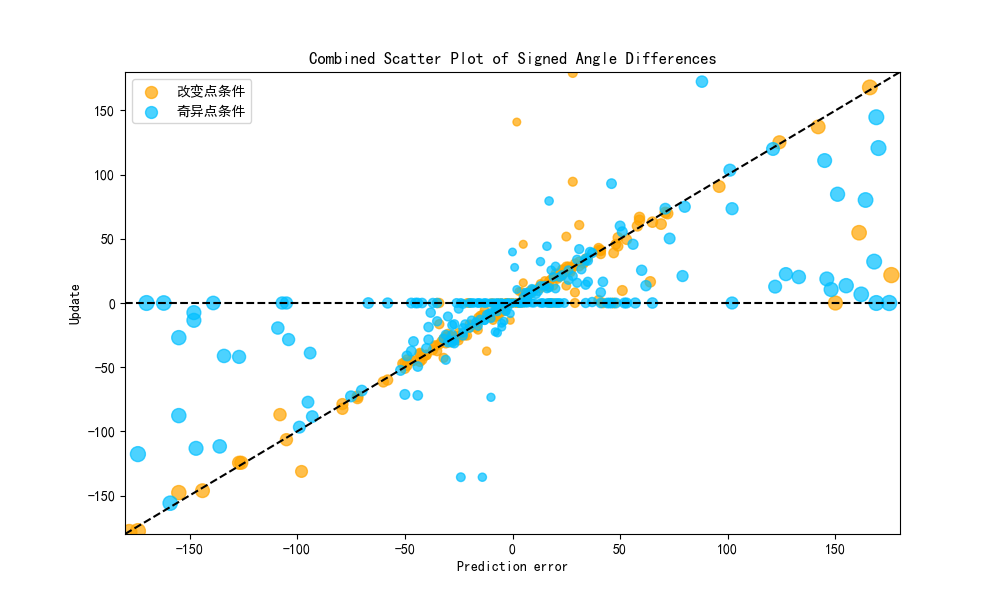 Combined Scatter Plot of Signed Angle Differences
改变点条件
奇异点条件
150
100
50
0
−50
−100
−150
Update
−150 −100 −50 0 50 100 150
Prediction error